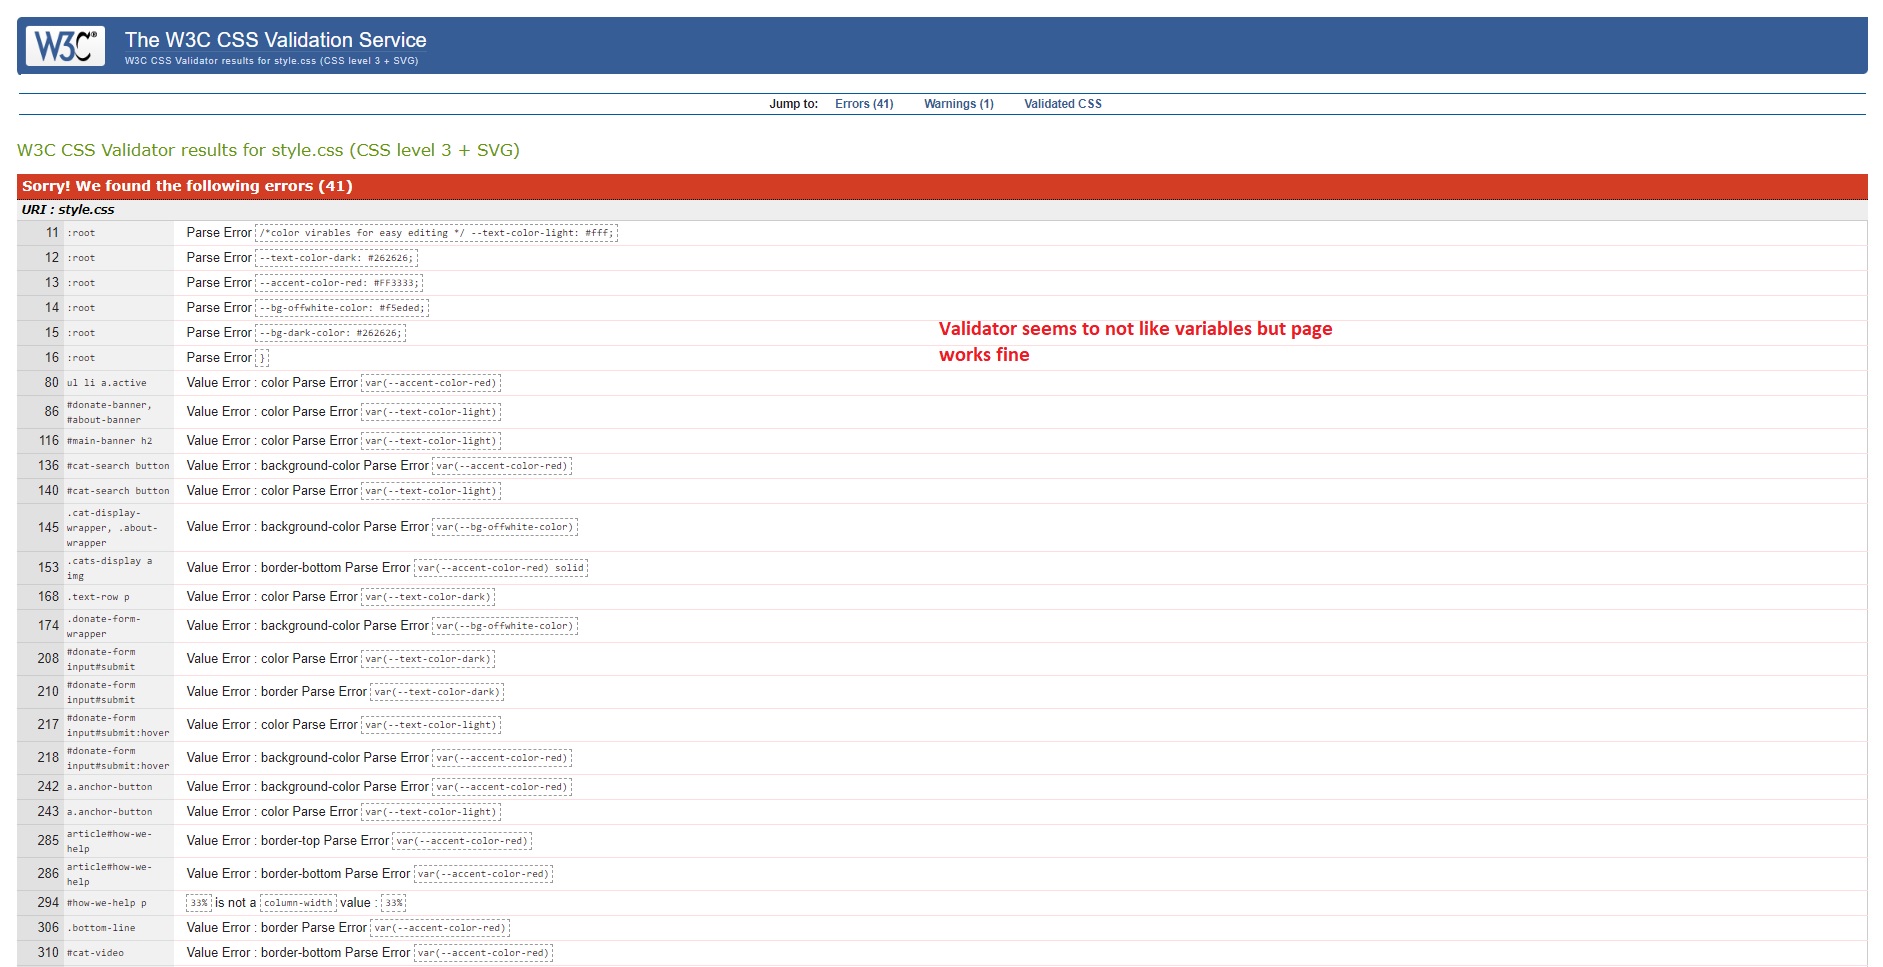 W3C®
The W3C CSS Validation Service
W3C CSS Validator results for style.css (CSS level 3 + SVG)
Jump to: Errors (41) Warnings (1) Validated CSS
W3C CSS Validator results for style.css (CSS level 3 + SVG)
Sorry! We found the following errors (41)
URI : style.css
11 :root Parse Error /*color virables for easy editing */ --text-color-light: #fff;
12 :root Parse Error --text-color-dark: #262626;
13 :root Parse Error --accent-color-red: #FF3333;
14 :root Parse Error --bg-offwhite-color: #f5eded;
15 :root Parse Error --bg-dark-color: #262626;
Validator seems to not like variables but page
works fine
16 :root Parse Error }
80 ul li a.active Value Error : color Parse Error var(--accent-color-red)
86 #donate-banner,
#about-banner Value Error : color Parse Error var(--text-color-light)
116 #main-banner h2 Value Error : color Parse Error var(--text-color-light)
136 #cat-search button Value Error : background-color Parse Error var(--accent-color-red)
140 #cat-search button Value Error : color Parse Error var(--text-color-light)
145 .cat-display-
wrapper, .about-
wrapper Value Error : background-color Parse Error var(--bg-offwhite-color)
153 .cats-display a
img Value Error : border-bottom Parse Error var(--accent-color-red) solid
168 .text-row p Value Error : color Parse Error var(--text-color-dark)
174 .donate-form-
wrapper Value Error : background-color Parse Error var(--bg-offwhite-color)
208 #donate-form
input#submit Value Error : color Parse Error var(--text-color-dark)
210 #donate-form
input#submit Value Error : border Parse Error var(--text-color-dark)
217 #donate-form
input#submit:hover Value Error : color Parse Error var(--text-color-light)
218 #donate-form
input#submit:hover Value Error : background-color Parse Error var(--accent-color-red)
242 a.anchor-button Value Error : background-color Parse Error var(--accent-color-red)
243 a.anchor-button Value Error : color Parse Error var(--text-color-light)
285 article#how-we-
help Value Error : border-top Parse Error var(--accent-color-red)
286 article#how-we-
help Value Error : border-bottom Parse Error var(--accent-color-red)
294 #how-we-help p 33% is not a column-width value : 33%
306 .bottom-line Value Error : border Parse Error var(--accent-color-red)
310 #cat-video Value Error : border-bottom Parse Error var(--accent-color-red)